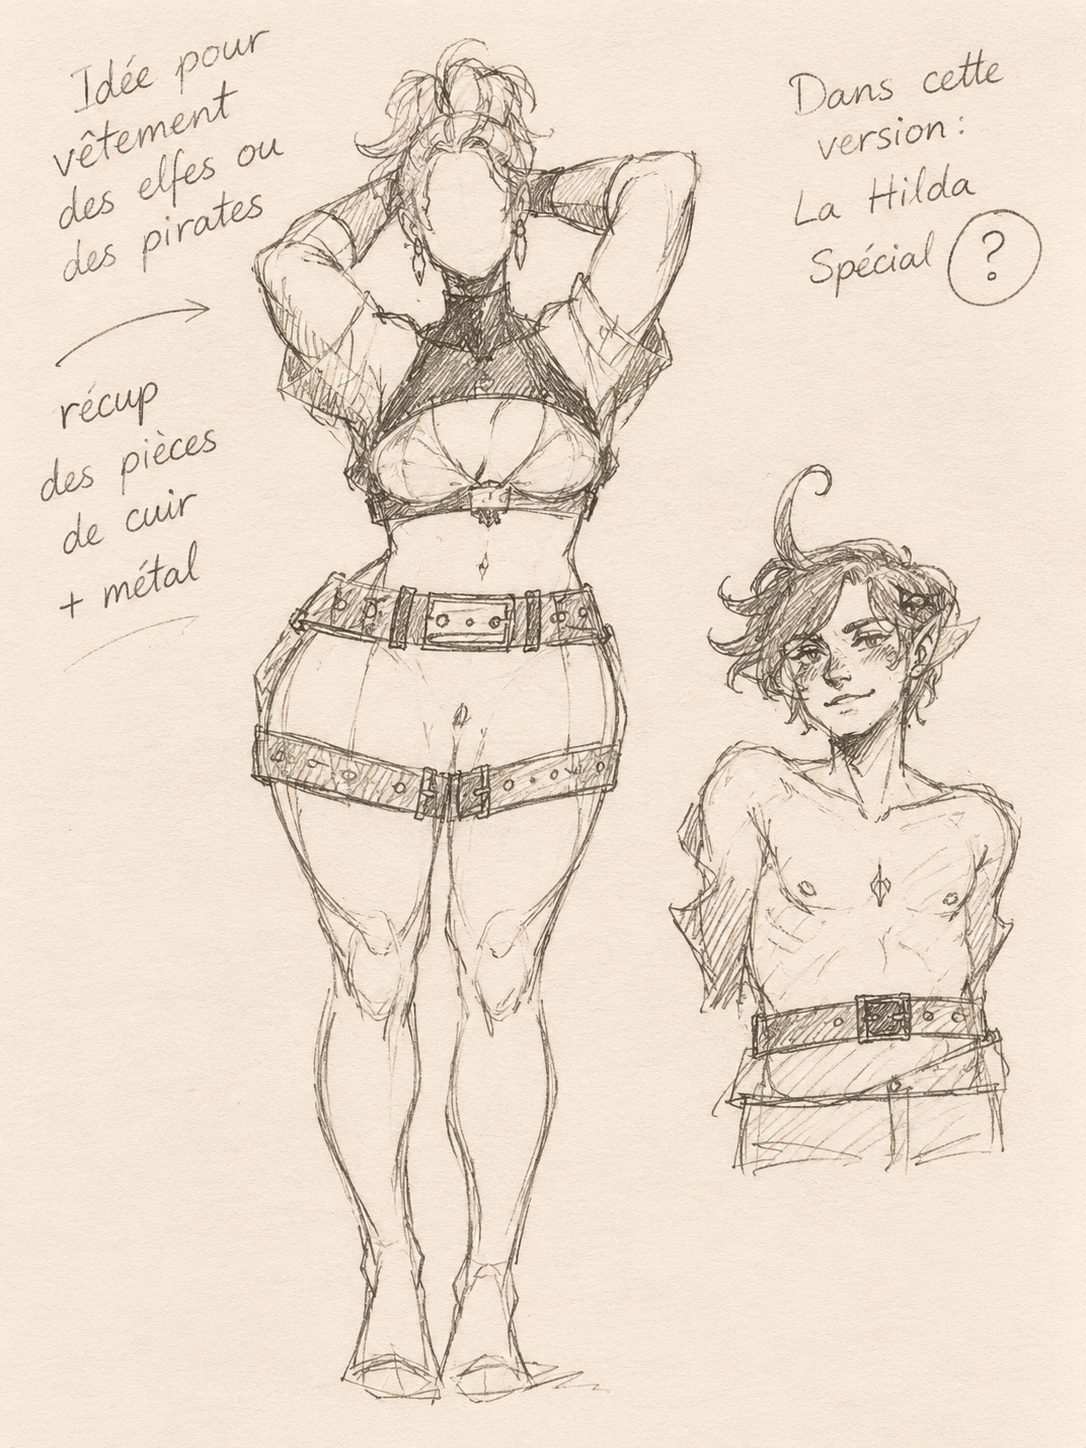 Idée pour
vêtement
des elfes ou
des pirates
récup
des pièces
de cuir
+ métal
Dans cette
version:
La Hilda
Spécial ?